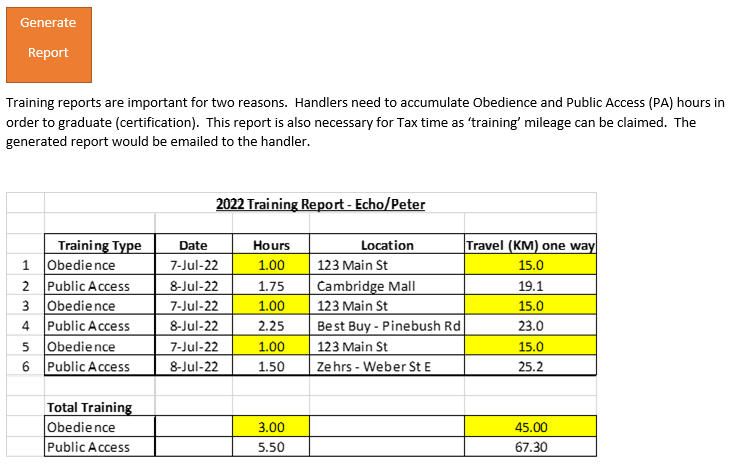 Generate
Report
Training reports are important for two reasons.  Handlers need to accumulate Obedience and Public Access (PA) hours in
order to graduate (certification).  This report is also necessary for Tax time as ‘training’ mileage can be claimed.  The
generated report would be emailed to the handler.
2022 Training Report - Echo/Peter
Training Type Date Hours Location Travel (KM) one way
1 Obedience 7-Jul-22 1.00 123 Main St 15.0
2 Public Access 8-Jul-22 1.75 Cambridge Mall 19.1
3 Obedience 7-Jul-22 1.00 123 Main St 15.0
4 Public Access 8-Jul-22 2.25 Best Buy - Pinebush Rd 23.0
5 Obedience 7-Jul-22 1.00 123 Main St 15.0
6 Public Access 8-Jul-22 1.50 Zehrs - Weber St E 25.2
Total Training
Obedience 3.00 45.00
Public Access 5.50 67.30